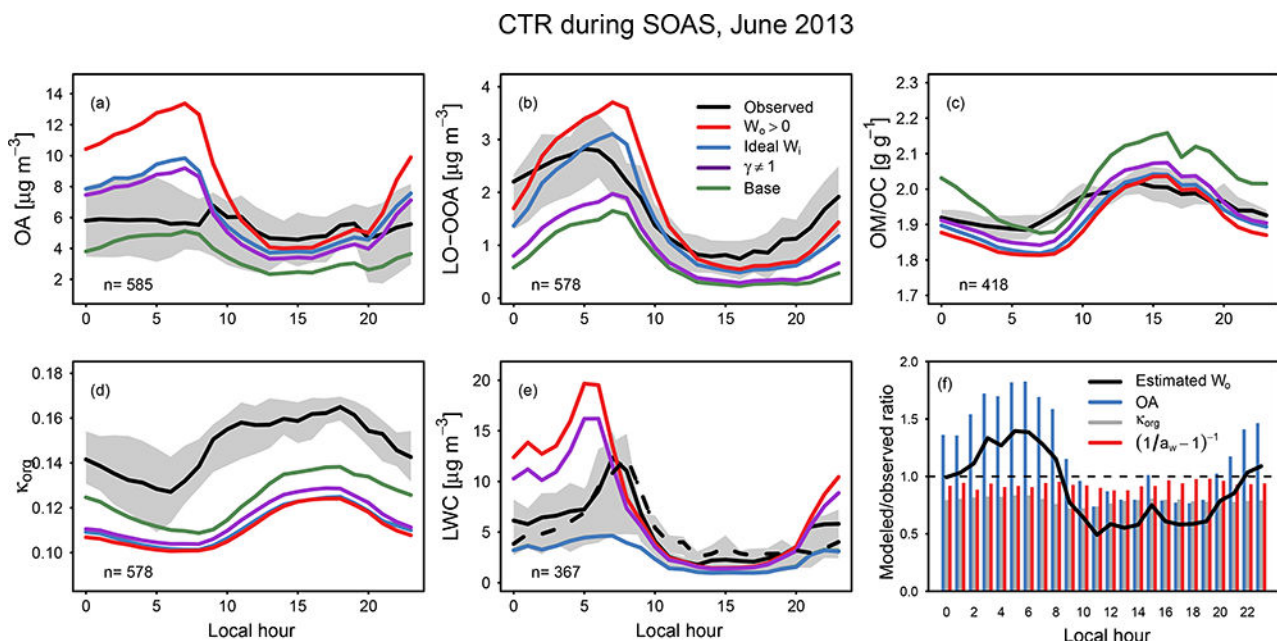 CTR during SOAS, June 2013
(a)
OA [µg m⁻³]
14
12
10
8
6
4
2
n= 585
0 5 10 15 20
(b)
LO−OOA [µg m⁻³]
4
3
2
1
0
Observed
Wₒ > 0
Ideal Wᵢ
γ ≠ 1
Base
n= 578
0 5 10 15 20
(c)
OM/OC [g g⁻¹]
2.3
2.2
2.1
2.0
1.9
1.8
1.7
n= 418
0 5 10 15 20
(d)
κorg
0.18
0.16
0.14
0.12
0.10
n= 578
0 5 10 15 20
Local hour
(e)
LWC [µg m⁻³]
20
15
10
5
0
n= 367
0 5 10 15 20
Local hour
(f)
Modeled/observed ratio
2.0
1.5
1.0
0.5
0.0
Estimated Wₒ
OA
κorg
(1/a_w − 1)⁻¹
0 2 4 6 8 10 12 14 16 18 20 22
Local hour